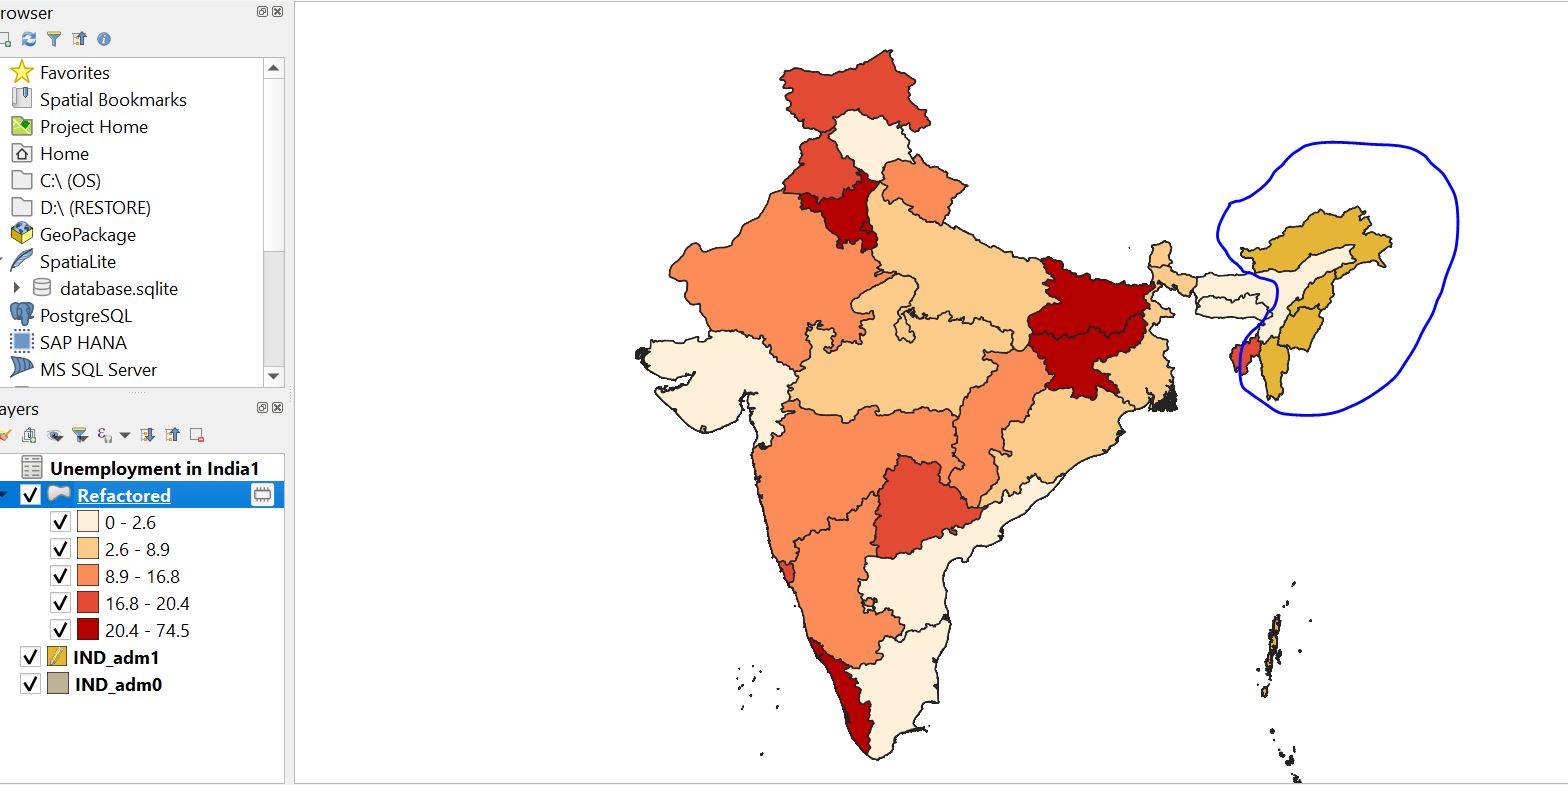 rowser
Favorites
Spatial Bookmarks
Project Home
Home
C:\ (OS)
D:\ (RESTORE)
GeoPackage
SpatiaLite
database.sqlite
PostgreSQL
SAP HANA
MS SQL Server
ayers
Unemployment in India1
Refactored
0 - 2.6
2.6 - 8.9
8.9 - 16.8
16.8 - 20.4
20.4 - 74.5
IND_adm1
IND_adm0